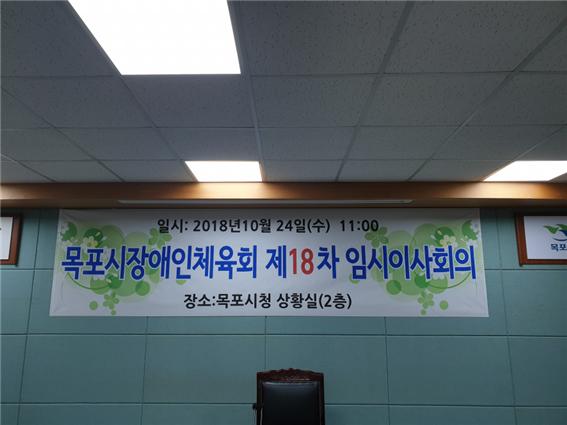 일시: 2018년10월 24일(수) 11:00
목포시장애인체육회 제18차 임시이사회의
장소:목포시청 상황실(2층)
목포